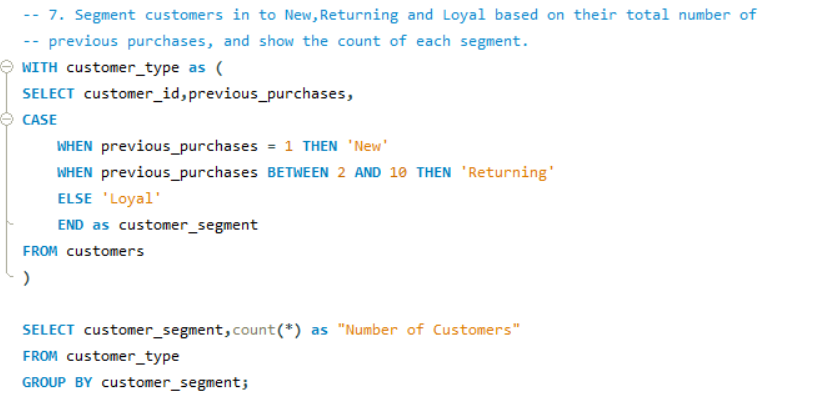 -- 7. Segment customers in to New,Returning and Loyal based on their total number of
-- previous purchases, and show the count of each segment.
WITH customer_type as (
SELECT customer_id,previous_purchases,
CASE
WHEN previous_purchases = 1 THEN 'New'
WHEN previous_purchases BETWEEN 2 AND 10 THEN 'Returning'
ELSE 'Loyal'
END as customer_segment
FROM customers
)
SELECT customer_segment,count(*) as "Number of Customers"
FROM customer_type
GROUP BY customer_segment;